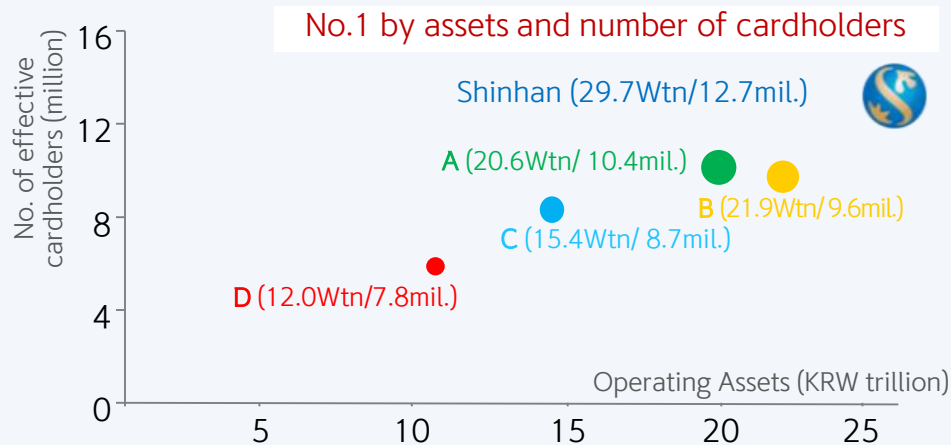 No.1 by assets and number of cardholders
No. of effective
cardholders (million)
16
12
8
4
0
Shinhan (29.7Wtn/12.7mil.)
A (20.6Wtn/ 10.4mil.)
B (21.9Wtn/ 9.6mil.)
C (15.4Wtn/ 8.7mil.)
D (12.0Wtn/7.8mil.)
Operating Assets (KRW trillion)
5
10
15
20
25